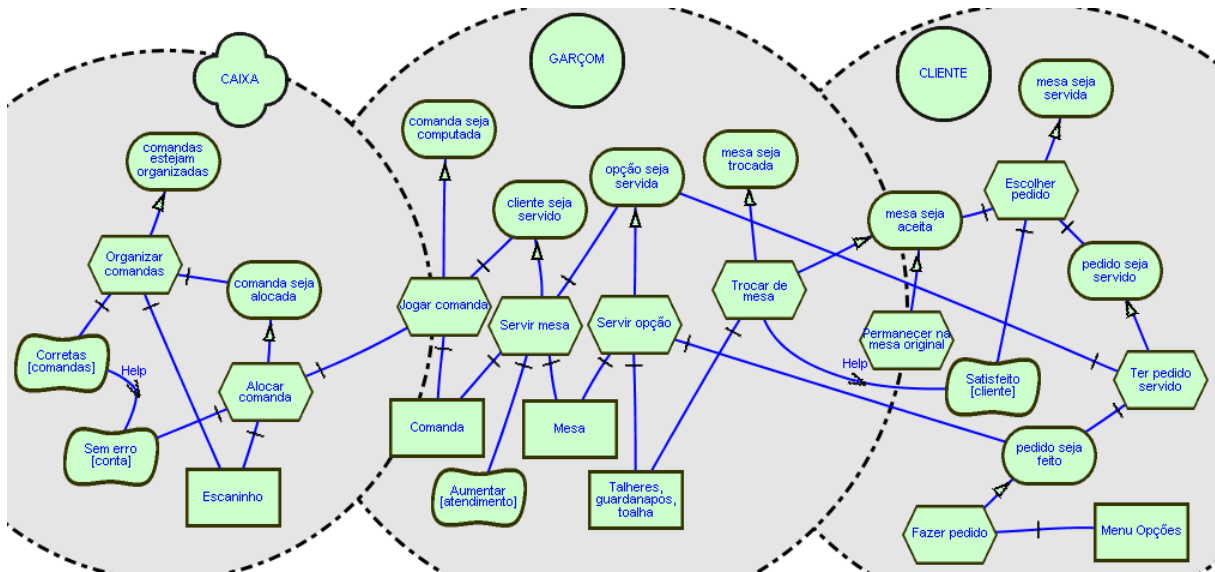 CAIXA
comandas
estejam
organizadas
Organizar
comandas
comanda seja
alocada
Corretas
[comandas]
Help
Alocar
comanda
Sem erro
[conta]
Escaninho
GARÇOM
comanda seja
computada
cliente seja
servido
opção seja
servida
mesa seja
trocada
Jogar comanda
Servir mesa
Servir opção
Trocar de
mesa
Comanda
Mesa
Aumentar
[atendimento]
Talheres,
guardanapos,
toalha
Help
CLIENTE
mesa seja
servida
Escolher
pedido
mesa seja
aceita
pedido seja
servido
Permanecer na
mesa original
Satisfeito
[cliente]
Ter pedido
servido
pedido seja
feito
Fazer pedido
Menu Opções